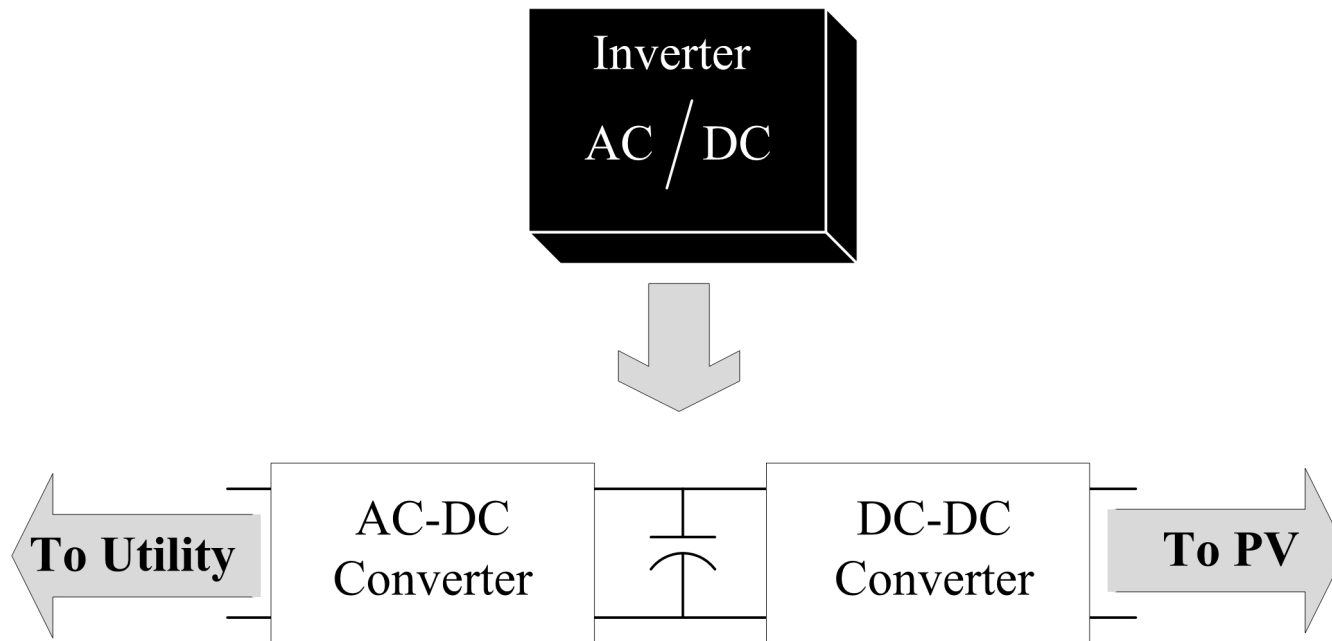 Inverter
AC / DC
To Utility
AC-DC
Converter
DC-DC
Converter
To PV